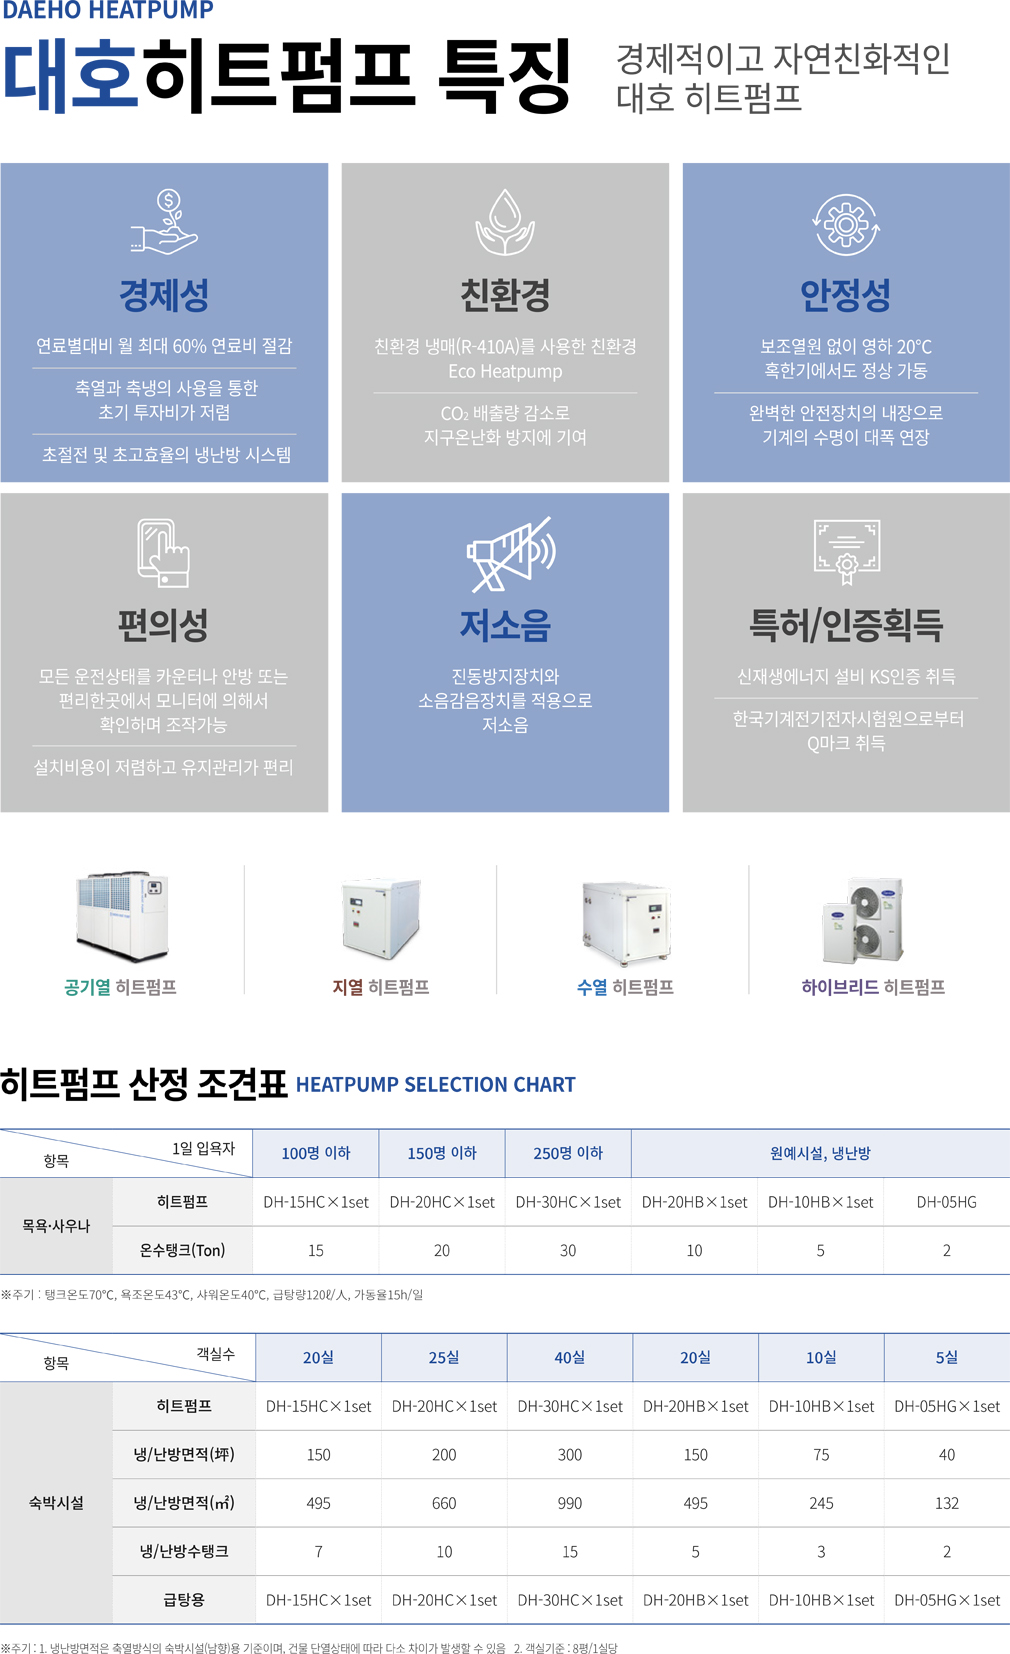 DAEHO HEATPUMP
대호히트펌프 특징
경제적이고 자연친화적인
대호 히트펌프
경제성
연료별대비 월 최대 60% 연료비 절감
축열과 축냉의 사용을 통한
초기 투자비가 저렴
초절전 및 초고효율의 냉난방 시스템
친환경
친환경 냉매(R-410A)를 사용한 친환경
Eco Heatpump
CO₂ 배출량 감소로
지구온난화 방지에 기여
안정성
보조열원 없이 영하 20℃
혹한기에서도 정상 가동
완벽한 안전장치의 내장으로
기계의 수명이 대폭 연장
편의성
모든 운전상태를 카운터나 안방 또는
편리한곳에서 모니터에 의해서
확인하며 조작가능
설치비용이 저렴하고 유지관리가 편리
저소음
진동방지장치와
소음감음장치를 적용으로
저소음
특허/인증획득
신재생에너지 설비 KS인증 취득
한국기계전기전자시험원으로부터
Q마크 취득
공기열 히트펌프
지열 히트펌프
수열 히트펌프
하이브리드 히트펌프
히트펌프 산정 조견표 HEATPUMP SELECTION CHART
항목 1일 입욕자 100명 이하 150명 이하 250명 이하 원예시설, 냉난방
목욕·사우나
히트펌프 DH-15HC×1set DH-20HC×1set DH-30HC×1set DH-20HB×1set DH-10HB×1set DH-05HG
온수탱크(Ton) 15 20 30 10 5 2
※주기 : 탱크온도70℃, 욕조온도43℃, 샤워온도40℃, 급탕량120ℓ/人, 가동율15h/일
항목 객실수 20실 25실 40실 20실 10실 5실
숙박시설
히트펌프 DH-15HC×1set DH-20HC×1set DH-30HC×1set DH-20HB×1set DH-10HB×1set DH-05HG×1set
냉/난방면적(坪) 150 200 300 150 75 40
냉/난방면적(㎡) 495 660 990 495 245 132
냉/난방수탱크 7 10 15 5 3 2
급탕용 DH-15HC×1set DH-20HC×1set DH-30HC×1set DH-20HB×1set DH-10HB×1set DH-05HG×1set
※주기 : 1. 냉난방면적은 축열방식의 숙박시설(남향)용 기준이며, 건물 단열상태에 따라 다소 차이가 발생할 수 있음 2. 객실기준 : 8평/1실당